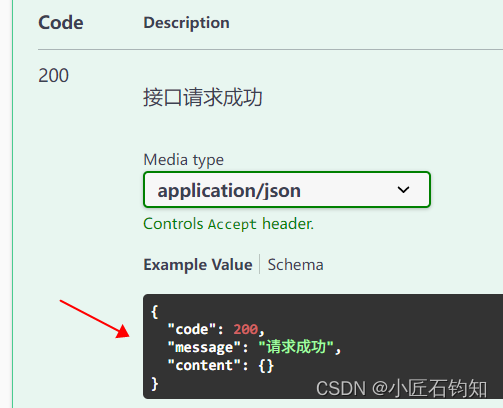 Code Description
200
接口请求成功
Media type
application/json
Controls Accept header.
Example Value Schema
{
"code": 200,
"message": "请求成功",
"content": {}
}
CSDN @小匠石钧知